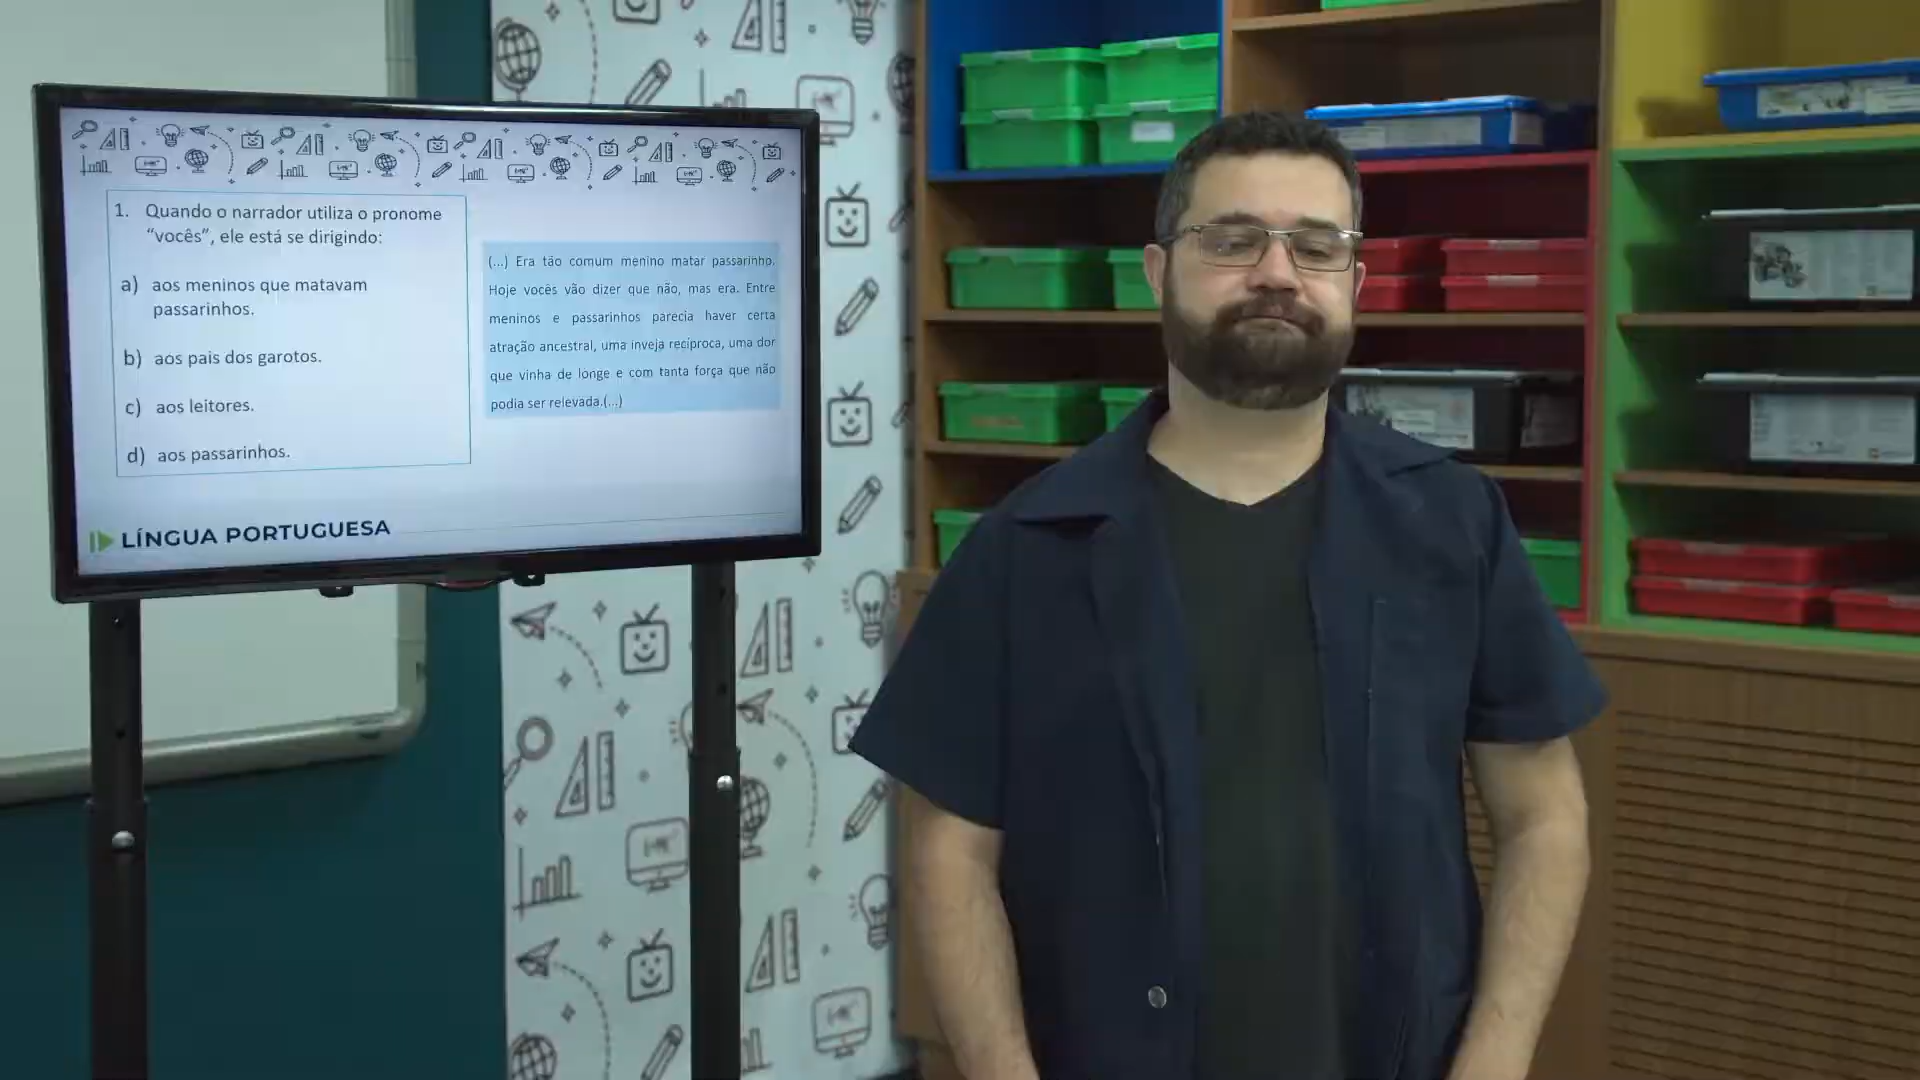 1. Quando o narrador utiliza o pronome
“vocês”, ele está se dirigindo:
a) aos meninos que matavam
passarinhos.
b) aos pais dos garotos.
c) aos leitores.
d) aos passarinhos.
(...) Era tão comum menino matar passarinho.
Hoje vocês vão dizer que não, mas era. Entre
meninos e passarinhos parecia haver certa
atração ancestral, uma inveja recíproca, uma dor
que vinha de longe e com tanta força que não
podia ser relevada.(...)
LÍNGUA PORTUGUESA